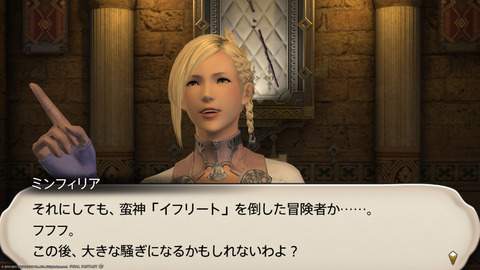 ミンフィリア
それにしても、蛮神「イフリート」を倒した冒険者か……。
フフフ。
この後、大きな騒ぎになるかもしれないわよ？